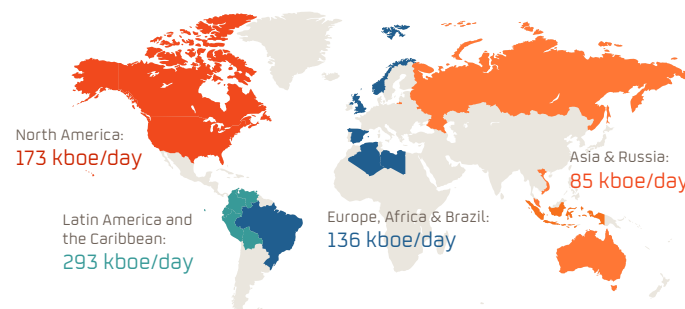 North America:
173 kboe/day
Latin America and
the Caribbean:
293 kboe/day
Europe, Africa & Brazil:
136 kboe/day
Asia & Russia:
85 kboe/day